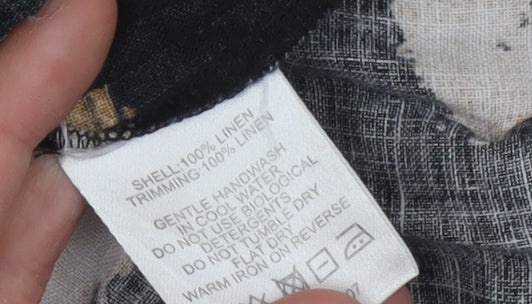 SHELL:100% LINEN
TRIMMING:100% LINEN
GENTLE HANDWASH
IN COOL WATER
DO NOT USE BIOLOGICAL
DETERGENTS
DO NOT TUMBLE DRY
FLAT DRY
WARM IRON ON REVERSE
97